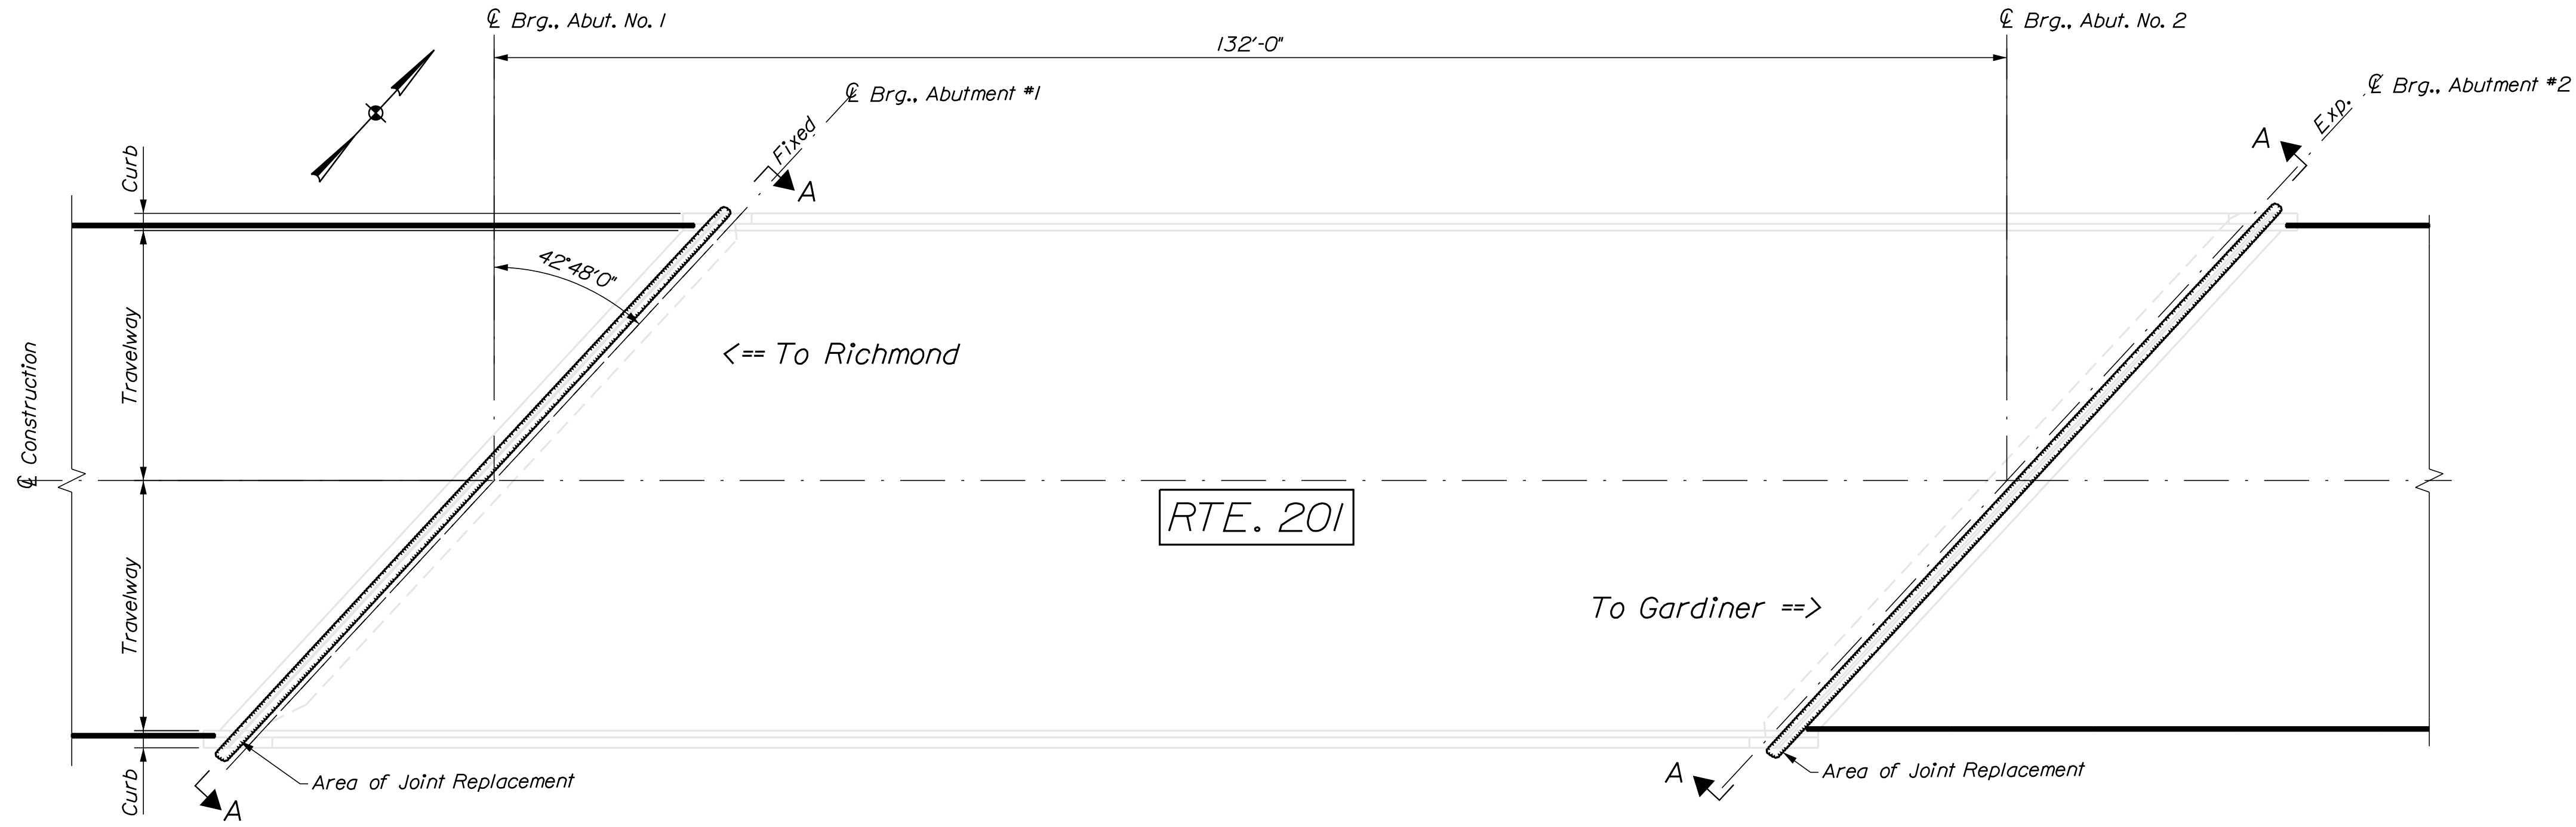 ℄ Brg., Abut. No. 1
℄ Brg., Abut. No. 2
132'-0"
℄ Brg., Abutment #1
℄ Brg., Abutment #2
Fixed
Exp.
A
A
Curb
42°48'0"
Travelway
<== To Richmond
℄ Construction
RTE. 201
Travelway
To Gardiner ==>
Area of Joint Replacement
Area of Joint Replacement
A
A
Curb